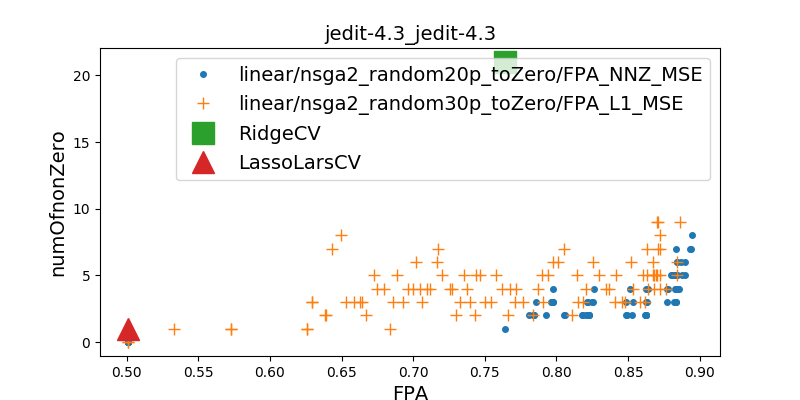 jedit-4.3_jedit-4.3
linear/nsga2_random20p_toZero/FPA_NNZ_MSE
linear/nsga2_random30p_toZero/FPA_L1_MSE
RidgeCV
LassoLarsCV
numOfnonZero
20
15
10
5
0
0.50 0.55 0.60 0.65 0.70 0.75 0.80 0.85 0.90
FPA